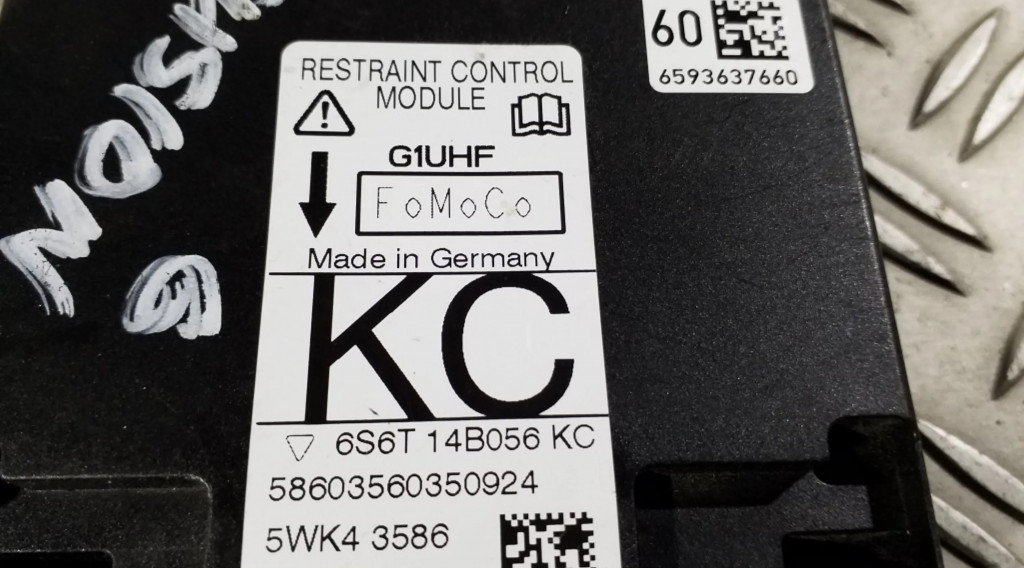 60
6593637660
RESTRAINT CONTROL
MODULE
G1UHF
FoMoCo
Made in Germany
KC
6S6T 14B056 KC
58603560350924
5WK4 3586